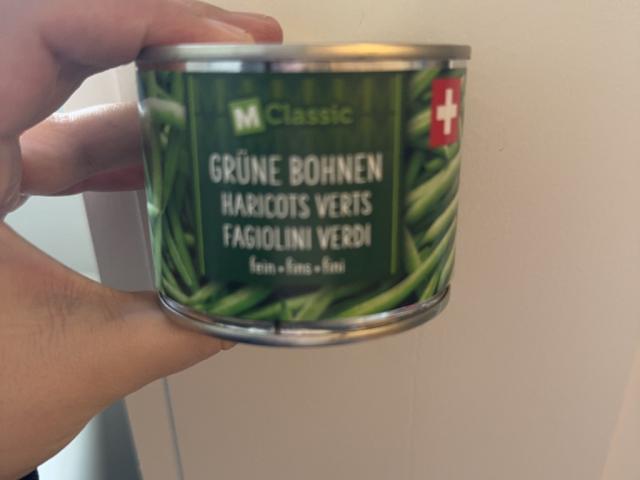 M Classic
GRÜNE BOHNEN
HARICOTS VERTS
FAGIOLINI VERDI
fein • fins • fini